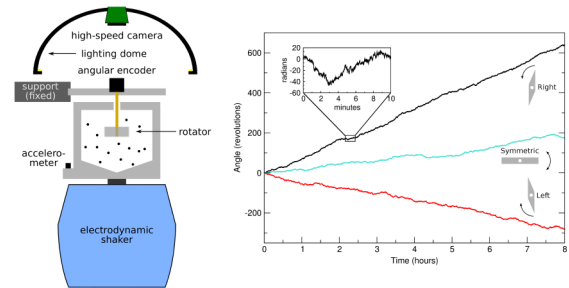 high-speed camera
lighting dome
angular encoder
support
(fixed)
rotator
accelero-
meter
electrodynamic
shaker
Angle (revolutions)
600
400
200
0
-200
0 1 2 3 4 5 6 7 8
Time (hours)
radians
20
0
-20
-40
-60
0 2 4 6 8 10
minutes
Right
Symmetric
Left